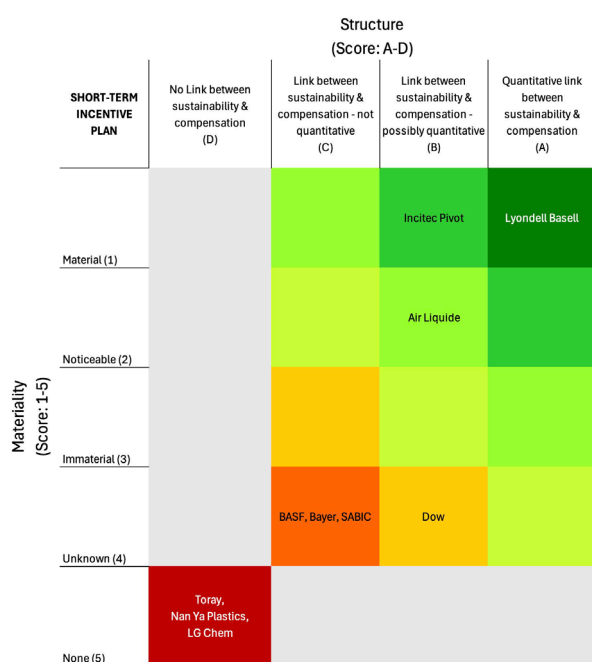 Structure
(Score: A-D)
SHORT-TERM
INCENTIVE
PLAN
No Link between
sustainability &
compensation
(D)
Link between
sustainability &
compensation - not
quantitative
(C)
Link between
sustainability &
compensation -
possibly quantitative
(B)
Quantitative link
between
sustainability &
compensation
(A)
Materiality
(Score: 1-5)
Material (1)
Incitec Pivot
Lyondell Basell
Noticeable (2)
Air Liquide
Immaterial (3)
Unknown (4)
BASF, Bayer, SABIC
Dow
None (5)
Toray,
Nan Ya Plastics,
LG Chem